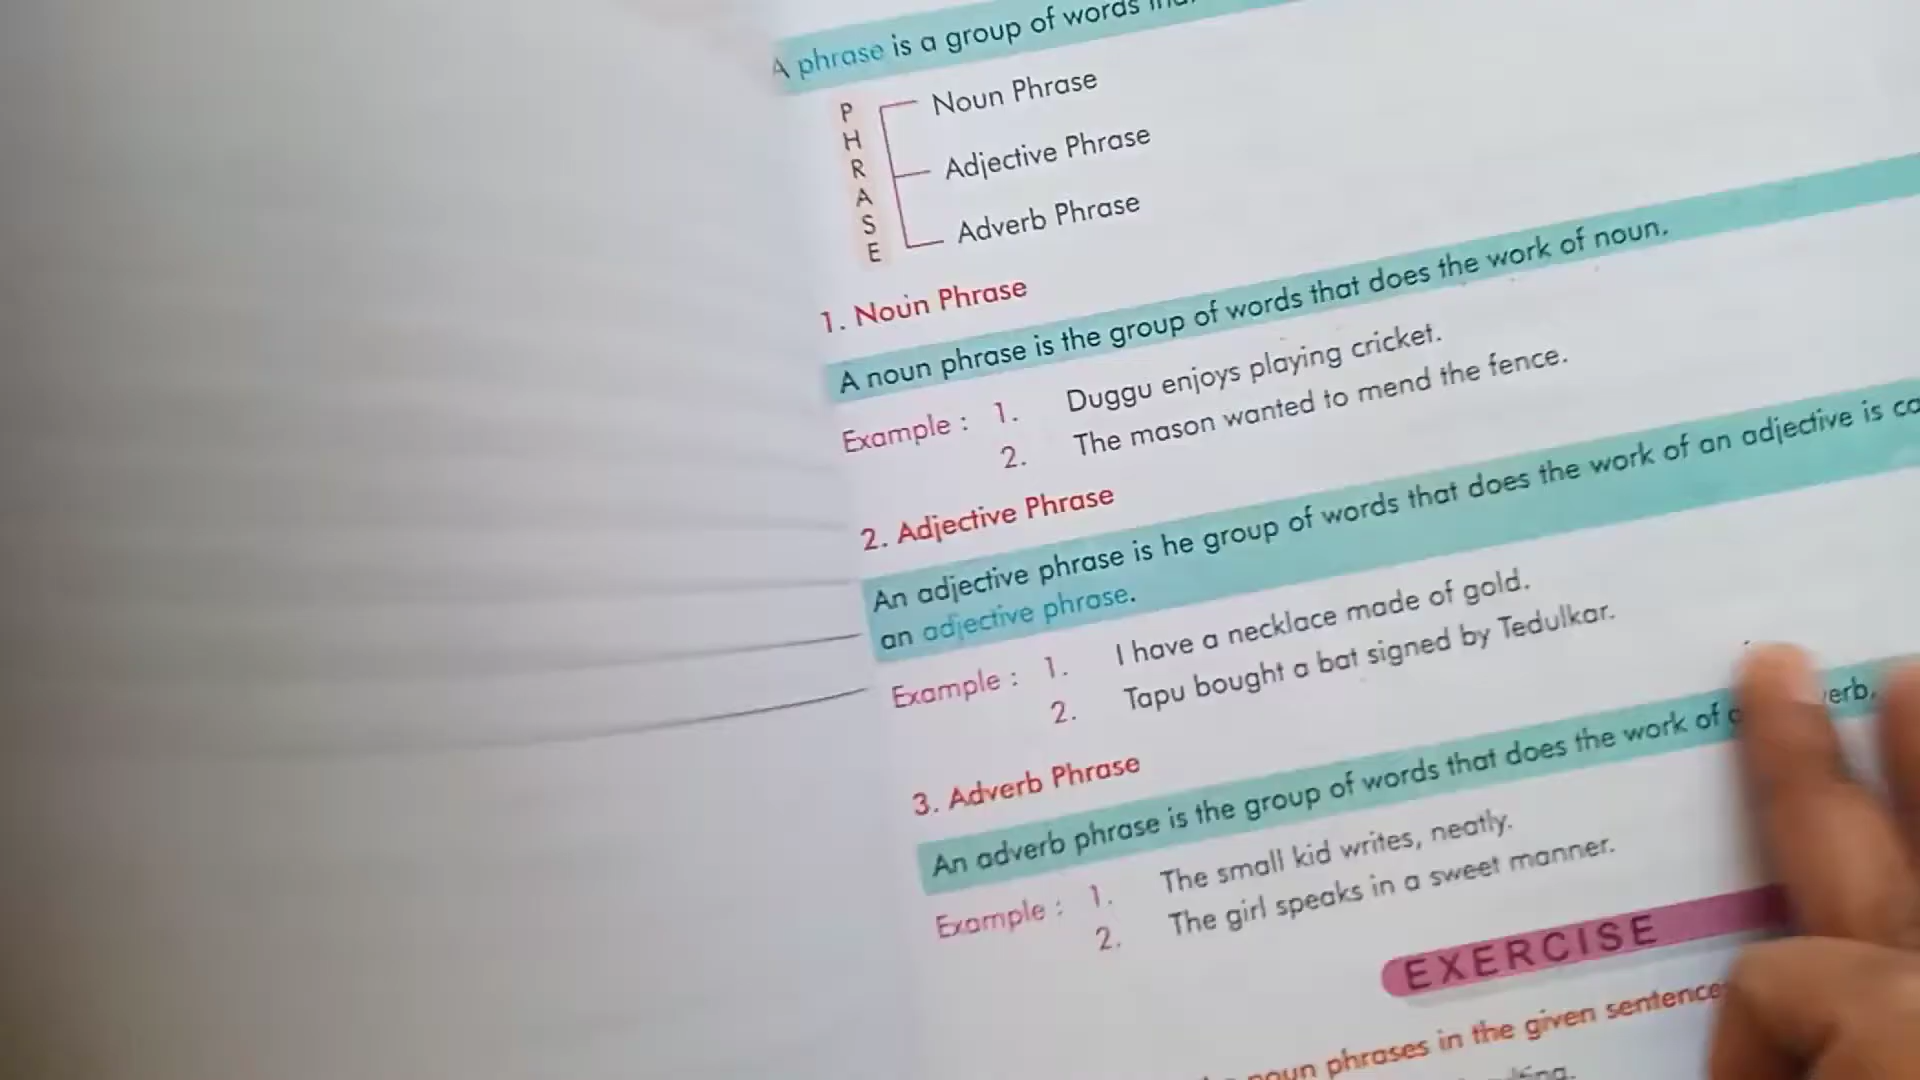 A phrase is a group of words
P
H
R
A
S
E
Noun Phrase
Adjective Phrase
Adverb Phrase
1. Noun Phrase
A noun phrase is the group of words that does the work of noun.
Example : 1. Duggu enjoys playing cricket.
2. The mason wanted to mend the fence.
2. Adjective Phrase
An adjective phrase is he group of words that does the work of an adjective is
an adjective phrase.
Example : 1. I have a necklace made of gold.
2. Tapu bought a bat signed by Tedulkar.
3. Adverb Phrase
An adverb phrase is the group of words that does the work of
Example : 1. The small kid writes, neatly.
2. The girl speaks in a sweet manner.
EXERCISE
noun phrases in the given sentence